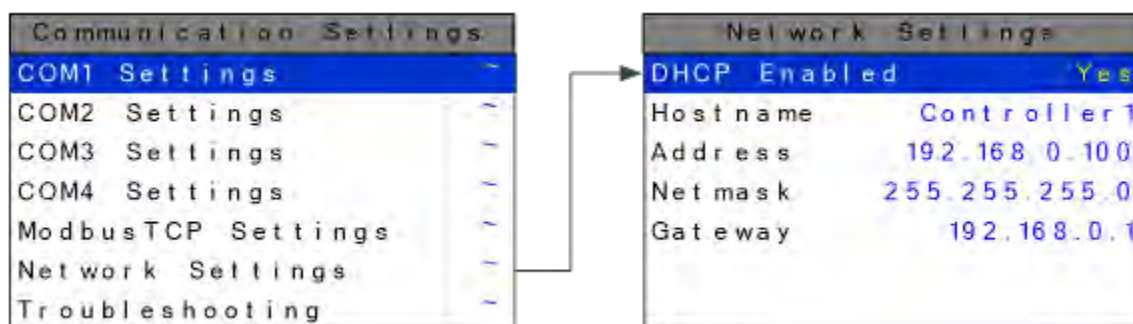 Communication Settings
COM1 Settings ~
COM2 Settings ~
COM3 Settings ~
COM4 Settings ~
ModbusTCP Settings ~
Network Settings ~
Troubleshooting ~
Network Settings
DHCP Enabled Yes
Hostname Controller1
Address 192.168.0.100
Netmask 255.255.255.0
Gateway 192.168.0.1